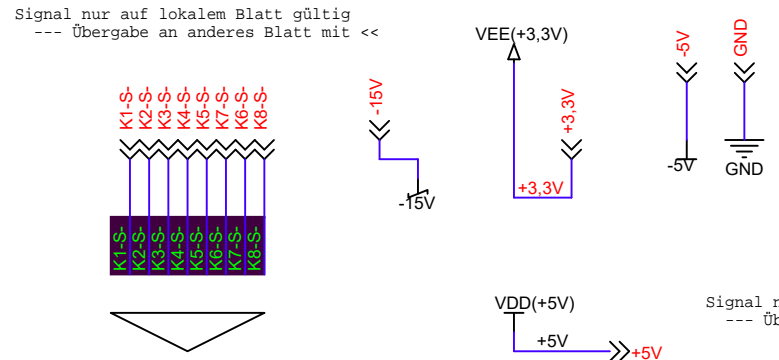 Signal nur auf lokalem Blatt gültig
--- Übergabe an anderes Blatt mit <<
K1-S-
K2-S-
K3-S-
K4-S-
K5-S-
K7-S-
K6-S-
K8-S-
K1-S-
K2-S-
K3-S-
K4-S-
K5-S-
K6-S-
K7-S-
K8-S-
-15V
-15V
VEE(+3,3V)
+3,3V
+3,3V
-5V
-5V
GND
GND
VDD(+5V)
+5V
+5V
Signal
---